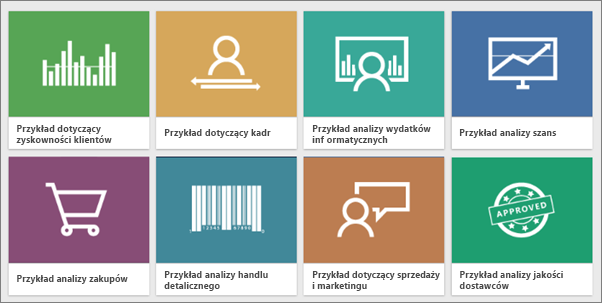 Przykład dotyczący
zyskowności klientów
Przykład dotyczący kadr
Przykład analizy wydatków
inf ormatycznych
Przykład analizy szans
Przykład analizy zakupów
12345 67890
Przykład analizy handlu
detalicznego
Przykład dotyczący sprzedaży
i marketingu
APPROVED
Przykład analizy jakości
dostawców